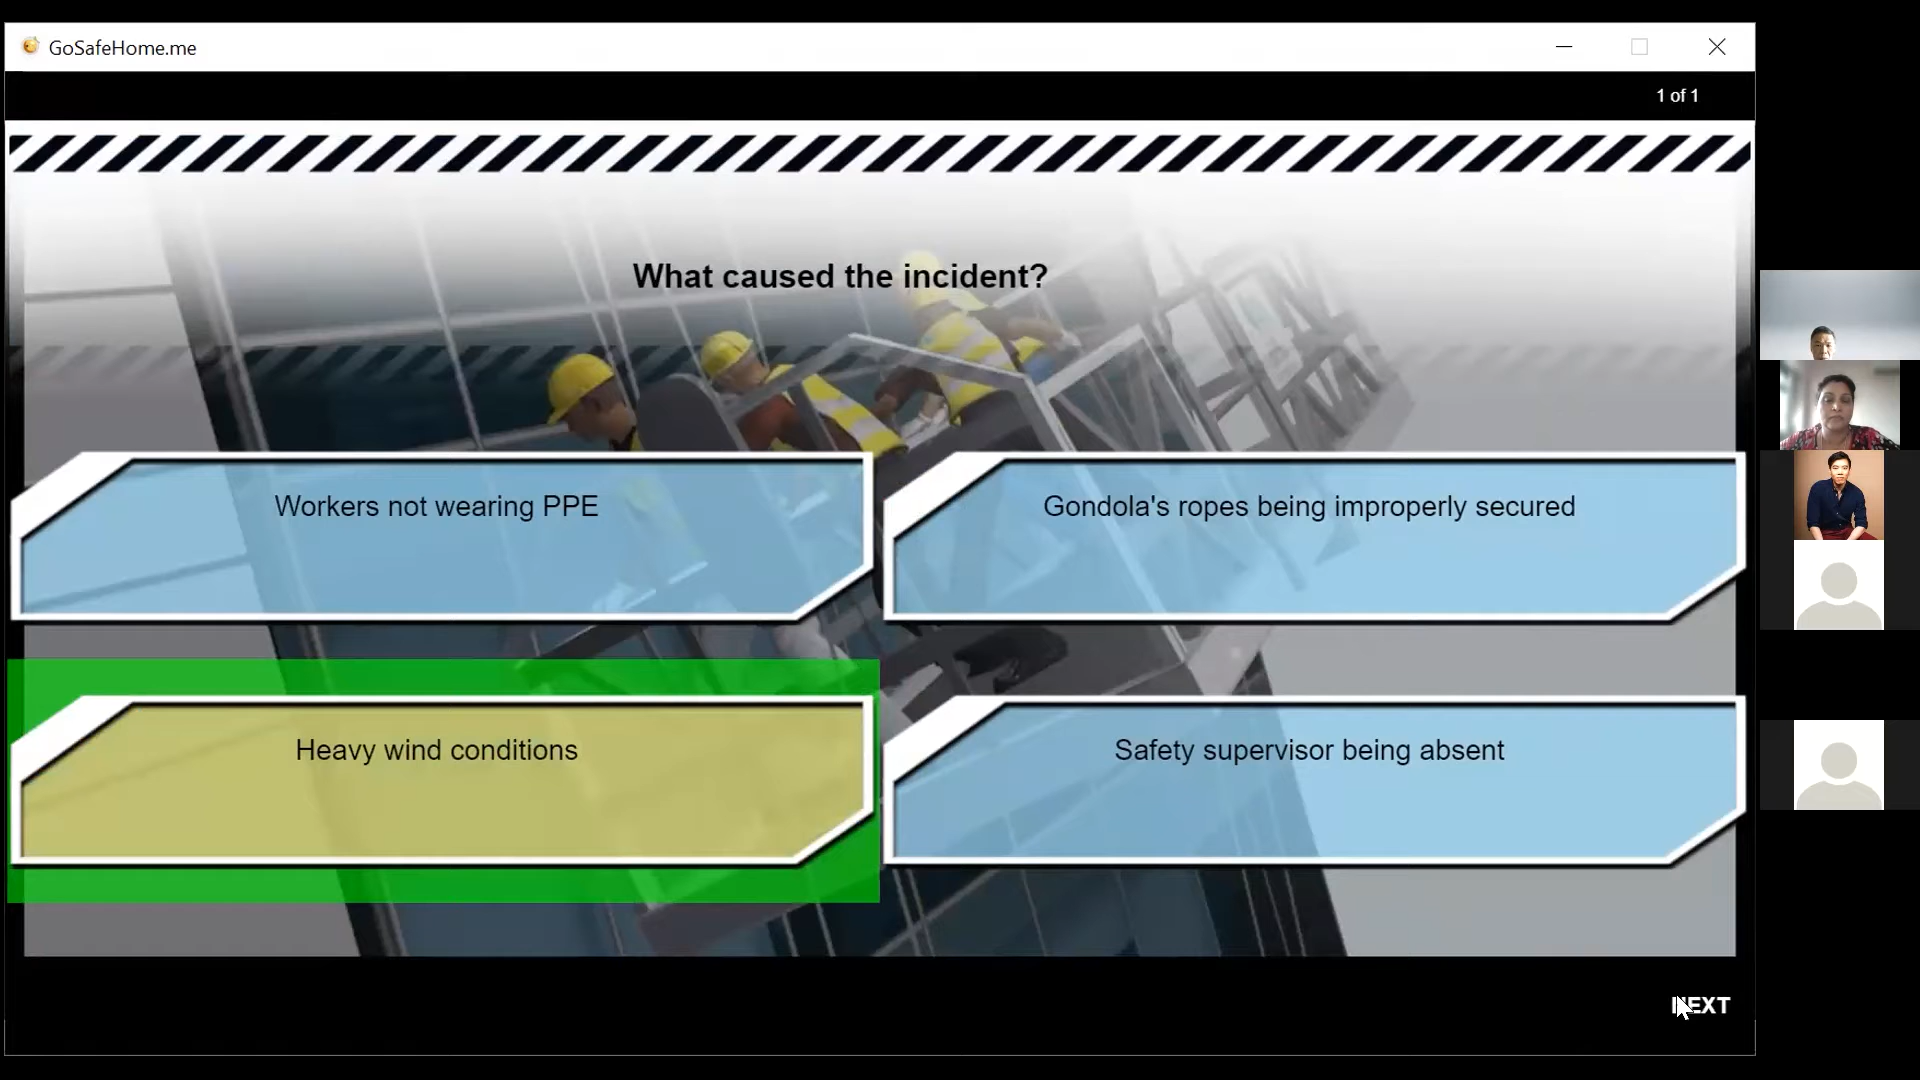 GoSafeHome.me
1 of 1
What caused the incident?
Workers not wearing PPE
Gondola's ropes being improperly secured
Heavy wind conditions
Safety supervisor being absent
NEXT